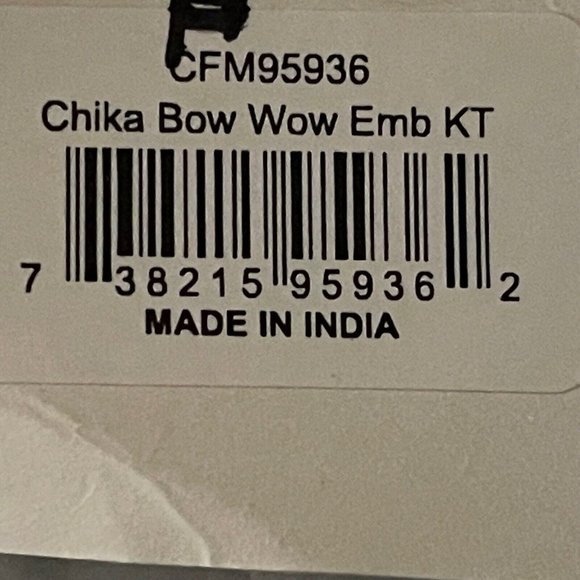 CFM95936
Chika Bow Wow Emb KT
7 38215 95936 2
MADE IN INDIA